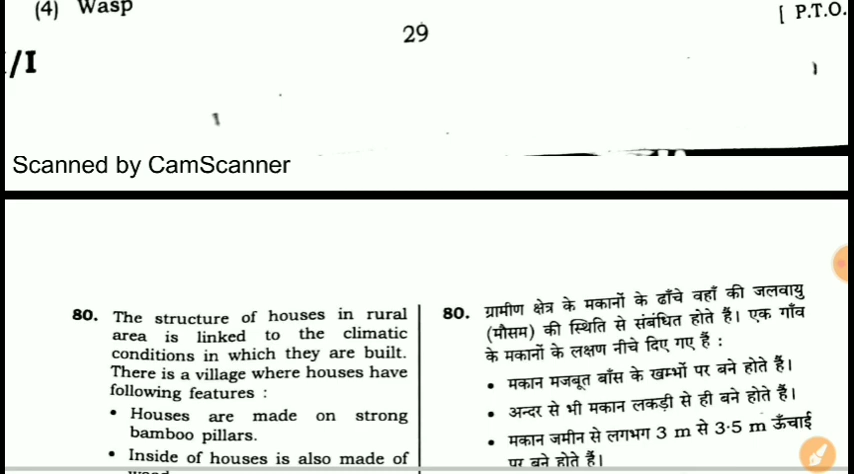 (4) Wasp
[ P.T.O.
29
/I
Scanned by CamScanner
80. The structure of houses in rural
area is linked to the climatic
conditions in which they are built.
There is a village where houses have
following features :
• Houses are made on strong
bamboo pillars.
• Inside of houses is also made of
wood
80. ग्रामीण क्षेत्र के मकानों के ढाँचे वहाँ की जलवायु
(मौसम) की स्थिति से संबंधित होते हैं। एक गाँव
के मकानों के लक्षण नीचे दिए गए हैं :
• मकान मजबूत बाँस के खम्भों पर बने होते हैं।
• अन्दर से भी मकान लकड़ी से ही बने होते हैं।
• मकान जमीन से लगभग 3 m से 3·5 m ऊँचाई
पर बने होते हैं।